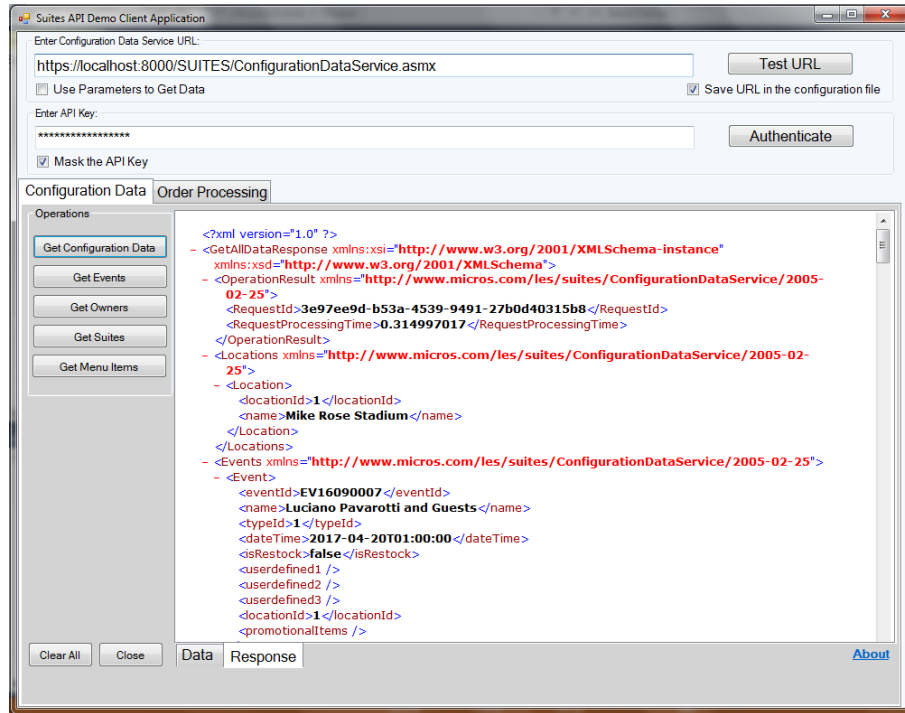 Suites API Demo Client Application
Enter Configuration Data Service URL:
https://localhost:8000/SUITES/ConfigurationDataService.asmx
Test URL
Use Parameters to Get Data
Save URL in the configuration file
Enter API Key:
*****************
Authenticate
Mask the API Key
Configuration Data Order Processing
Operations
Get Configuration Data
Get Events
Get Owners
Get Suites
Get Menu Items
<?xml version="1.0" ?>
- <GetAllDataResponse xmlns:xsi="http://www.w3.org/2001/XMLSchema-instance"
xmlns:xsd="http://www.w3.org/2001/XMLSchema">
- <OperationResult xmlns="http://www.micros.com/les/suites/ConfigurationDataService/2005-
02-25">
<RequestId>3e97ee9d-b53a-4539-9491-27b0d40315b8</RequestId>
<RequestProcessingTime>0.314997017</RequestProcessingTime>
</OperationResult>
- <Locations xmlns="http://www.micros.com/les/suites/ConfigurationDataService/2005-02-
25">
- <Location>
<locationId>1</locationId>
<name>Mike Rose Stadium</name>
</Location>
</Locations>
- <Events xmlns="http://www.micros.com/les/suites/ConfigurationDataService/2005-02-25">
- <Event>
<eventId>EV16090007</eventId>
<name>Luciano Pavarotti and Guests</name>
<typeId>1</typeId>
<dateTime>2017-04-20T01:00:00</dateTime>
<isRestock>false</isRestock>
<userdefined1 />
<userdefined2 />
<userdefined3 />
<locationId>1</locationId>
<promotionalItems />
Clear All
Close
Data
Response
About